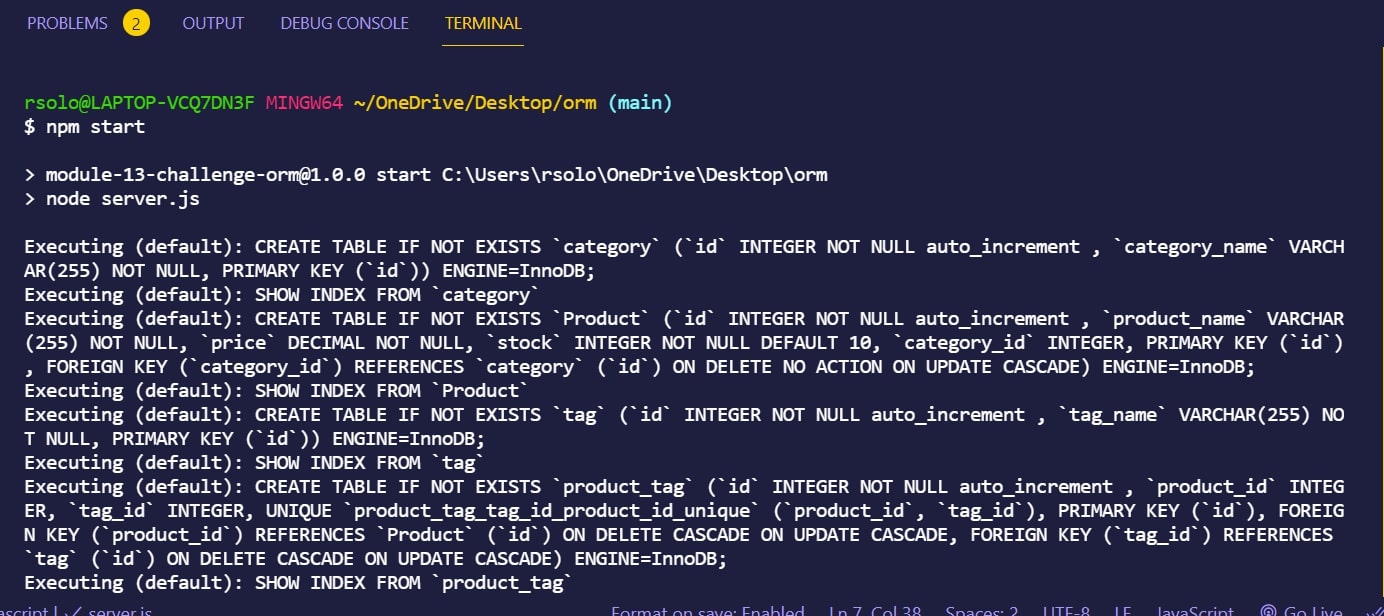 PROBLEMS 2 OUTPUT DEBUG CONSOLE TERMINAL
rsolo@LAPTOP-VCQ7DN3F MINGW64 ~/OneDrive/Desktop/orm (main)
$ npm start
> module-13-challenge-orm@1.0.0 start C:\Users\rsolo\OneDrive\Desktop\orm
> node server.js
Executing (default): CREATE TABLE IF NOT EXISTS `category` (`id` INTEGER NOT NULL auto_increment , `category_name` VARCH
AR(255) NOT NULL, PRIMARY KEY (`id`)) ENGINE=InnoDB;
Executing (default): SHOW INDEX FROM `category`
Executing (default): CREATE TABLE IF NOT EXISTS `Product` (`id` INTEGER NOT NULL auto_increment , `product_name` VARCHAR
(255) NOT NULL, `price` DECIMAL NOT NULL, `stock` INTEGER NOT NULL DEFAULT 10, `category_id` INTEGER, PRIMARY KEY (`id`)
, FOREIGN KEY (`category_id`) REFERENCES `category` (`id`) ON DELETE NO ACTION ON UPDATE CASCADE) ENGINE=InnoDB;
Executing (default): SHOW INDEX FROM `Product`
Executing (default): CREATE TABLE IF NOT EXISTS `tag` (`id` INTEGER NOT NULL auto_increment , `tag_name` VARCHAR(255) NO
T NULL, PRIMARY KEY (`id`)) ENGINE=InnoDB;
Executing (default): SHOW INDEX FROM `tag`
Executing (default): CREATE TABLE IF NOT EXISTS `product_tag` (`id` INTEGER NOT NULL auto_increment , `product_id` INTEG
ER, `tag_id` INTEGER, UNIQUE `product_tag_tag_id_product_id_unique` (`product_id`, `tag_id`), PRIMARY KEY (`id`), FOREIG
N KEY (`product_id`) REFERENCES `Product` (`id`) ON DELETE CASCADE ON UPDATE CASCADE, FOREIGN KEY (`tag_id`) REFERENCES
`tag` (`id`) ON DELETE CASCADE ON UPDATE CASCADE) ENGINE=InnoDB;
Executing (default): SHOW INDEX FROM `product_tag`
ascript | ✓ server.js Format on save: Enabled Ln 7, Col 38 Spaces: 2 UTF-8 LF JavaScript Go Live